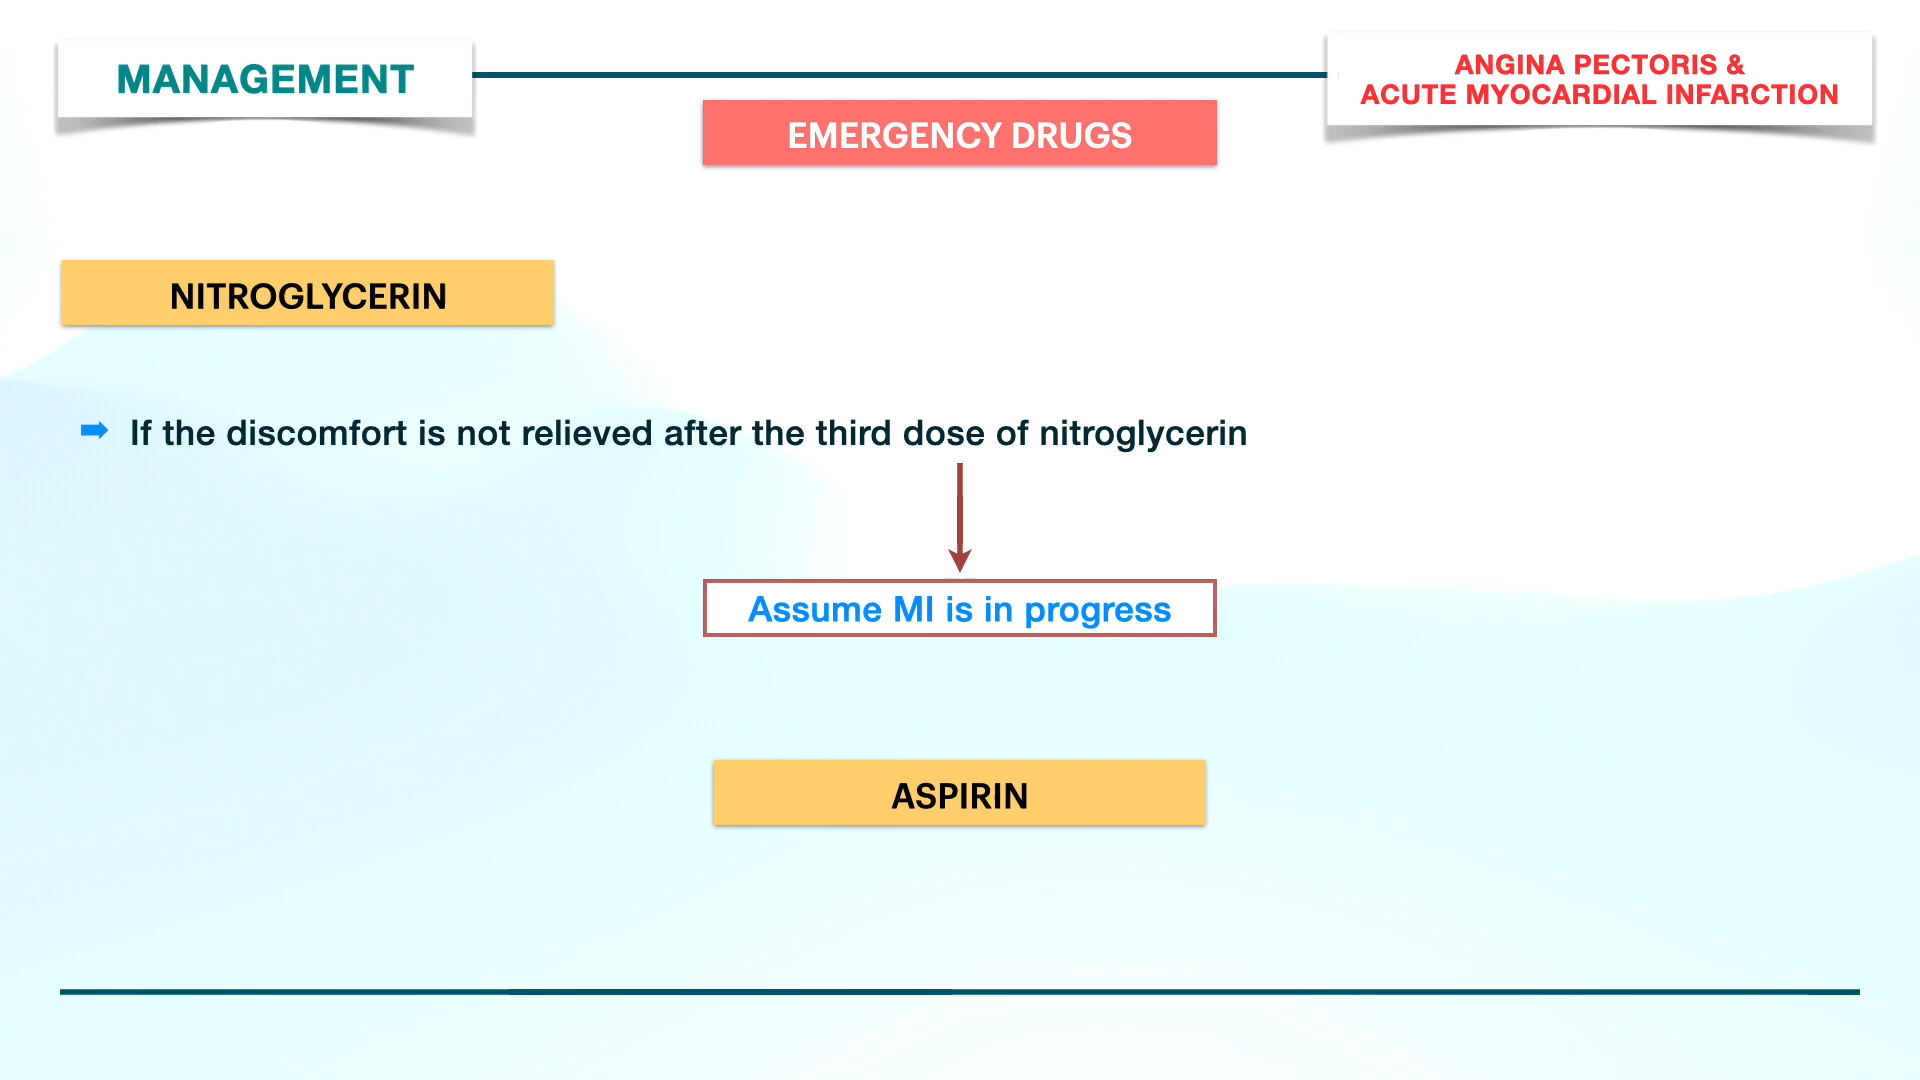 MANAGEMENT
ANGINA PECTORIS &
ACUTE MYOCARDIAL INFARCTION
EMERGENCY DRUGS
NITROGLYCERIN
If the discomfort is not relieved after the third dose of nitroglycerin
Assume MI is in progress
ASPIRIN